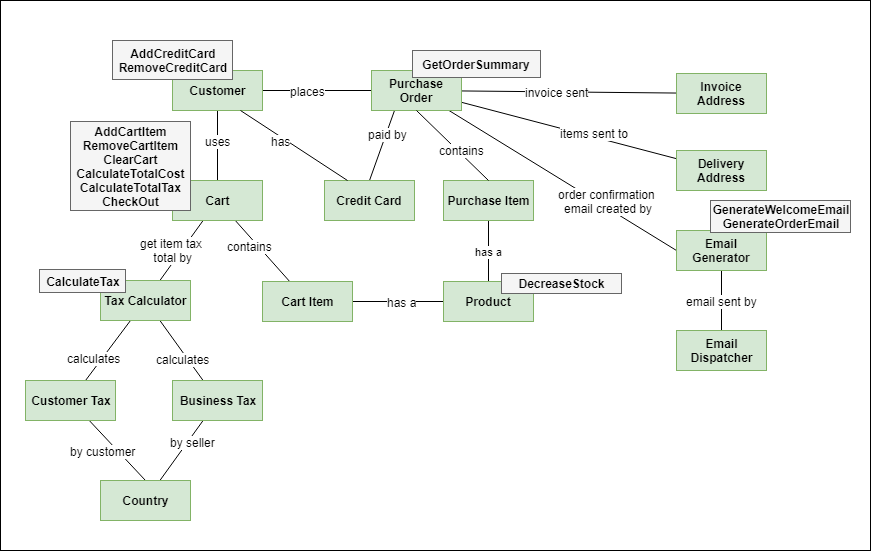 AddCreditCard
RemoveCreditCard
Customer
places
GetOrderSummary
Purchase
Order
invoice sent
Invoice
Address
items sent to
Delivery
Address
AddCartItem
RemoveCartItem
ClearCart
CalculateTotalCost
CalculateTotalTax
CheckOut
uses
has
paid by
contains
Cart
Credit Card
Purchase Item
order confirmation
email created by
GenerateWelcomeEmail
GenerateOrderEmail
Email
Generator
get item tax
total by
contains
has a
CalculateTax
Tax Calculator
Cart Item
has a
Product
DecreaseStock
email sent by
Email
Dispatcher
calculates
calculates
Customer Tax
Business Tax
by customer
by seller
Country